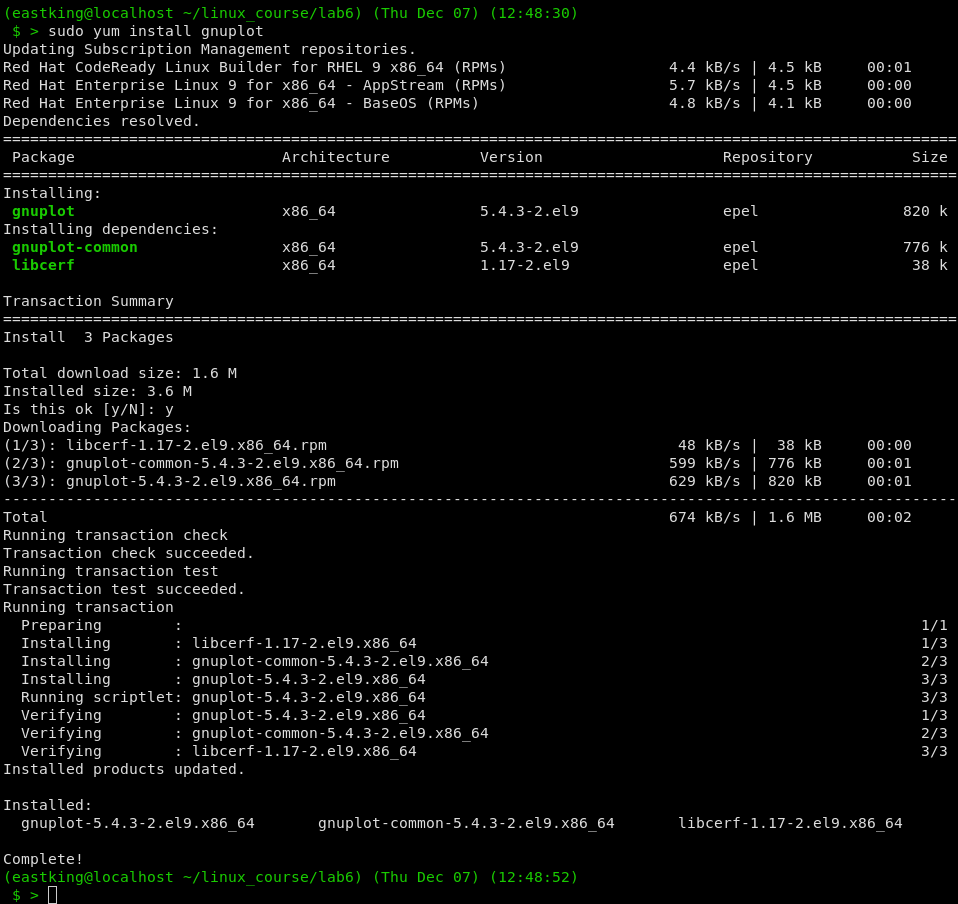 (eastking@localhost ~/linux_course/lab6) (Thu Dec 07) (12:48:30)
 $ > sudo yum install gnuplot
Updating Subscription Management repositories.
Red Hat CodeReady Linux Builder for RHEL 9 x86_64 (RPMs)                  4.4 kB/s | 4.5 kB     00:01
Red Hat Enterprise Linux 9 for x86_64 - AppStream (RPMs)                  5.7 kB/s | 4.5 kB     00:00
Red Hat Enterprise Linux 9 for x86_64 - BaseOS (RPMs)                     4.8 kB/s | 4.1 kB     00:00
Dependencies resolved.
==========================================================================================================
 Package                       Architecture          Version                    Repository           Size
==========================================================================================================
Installing:
 gnuplot                       x86_64                5.4.3-2.el9                epel                820 k
Installing dependencies:
 gnuplot-common                x86_64                5.4.3-2.el9                epel                776 k
 libcerf                       x86_64                1.17-2.el9                 epel                 38 k

Transaction Summary
==========================================================================================================
Install  3 Packages

Total download size: 1.6 M
Installed size: 3.6 M
Is this ok [y/N]: y
Downloading Packages:
(1/3): libcerf-1.17-2.el9.x86_64.rpm                                       48 kB/s |  38 kB     00:00
(2/3): gnuplot-common-5.4.3-2.el9.x86_64.rpm                              599 kB/s | 776 kB     00:01
(3/3): gnuplot-5.4.3-2.el9.x86_64.rpm                                     629 kB/s | 820 kB     00:01
----------------------------------------------------------------------------------------------------------
Total                                                                     674 kB/s | 1.6 MB     00:02
Running transaction check
Transaction check succeeded.
Running transaction test
Transaction test succeeded.
Running transaction
  Preparing        :                                                                                  1/1
  Installing       : libcerf-1.17-2.el9.x86_64                                                        1/3
  Installing       : gnuplot-common-5.4.3-2.el9.x86_64                                                2/3
  Installing       : gnuplot-5.4.3-2.el9.x86_64                                                       3/3
  Running scriptlet: gnuplot-5.4.3-2.el9.x86_64                                                       3/3
  Verifying        : gnuplot-5.4.3-2.el9.x86_64                                                       1/3
  Verifying        : gnuplot-common-5.4.3-2.el9.x86_64                                                2/3
  Verifying        : libcerf-1.17-2.el9.x86_64                                                        3/3
Installed products updated.

Installed:
  gnuplot-5.4.3-2.el9.x86_64       gnuplot-common-5.4.3-2.el9.x86_64       libcerf-1.17-2.el9.x86_64

Complete!
(eastking@localhost ~/linux_course/lab6) (Thu Dec 07) (12:48:52)
 $ >